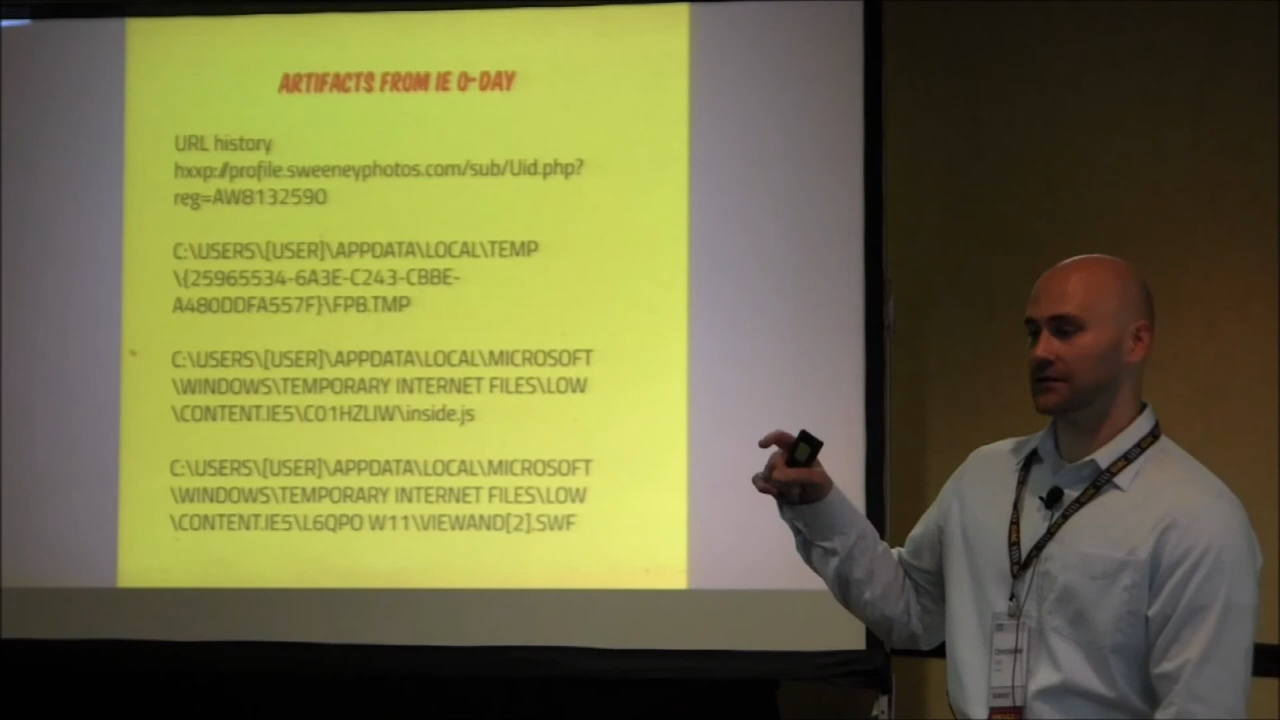 ARTIFACTS FROM IE 0-DAY
URL history
hxxp://profile.sweeneyphotos.com/sub/Uid.php?
reg=AW8132590
C:\USERS\[USER]\APPDATA\LOCAL\TEMP
\{25965534-6A3E-C243-CBBE-
A480DDFA557F}\FPB.TMP
C:\USERS\[USER]\APPDATA\LOCAL\MICROSOFT
\WINDOWS\TEMPORARY INTERNET FILES\LOW
\CONTENT.IE5\C01HZLIW\inside.js
C:\USERS\[USER]\APPDATA\LOCAL\MICROSOFT
\WINDOWS\TEMPORARY INTERNET FILES\LOW
\CONTENT.IE5\L6QPO W11\VIEWAND[2].SWF